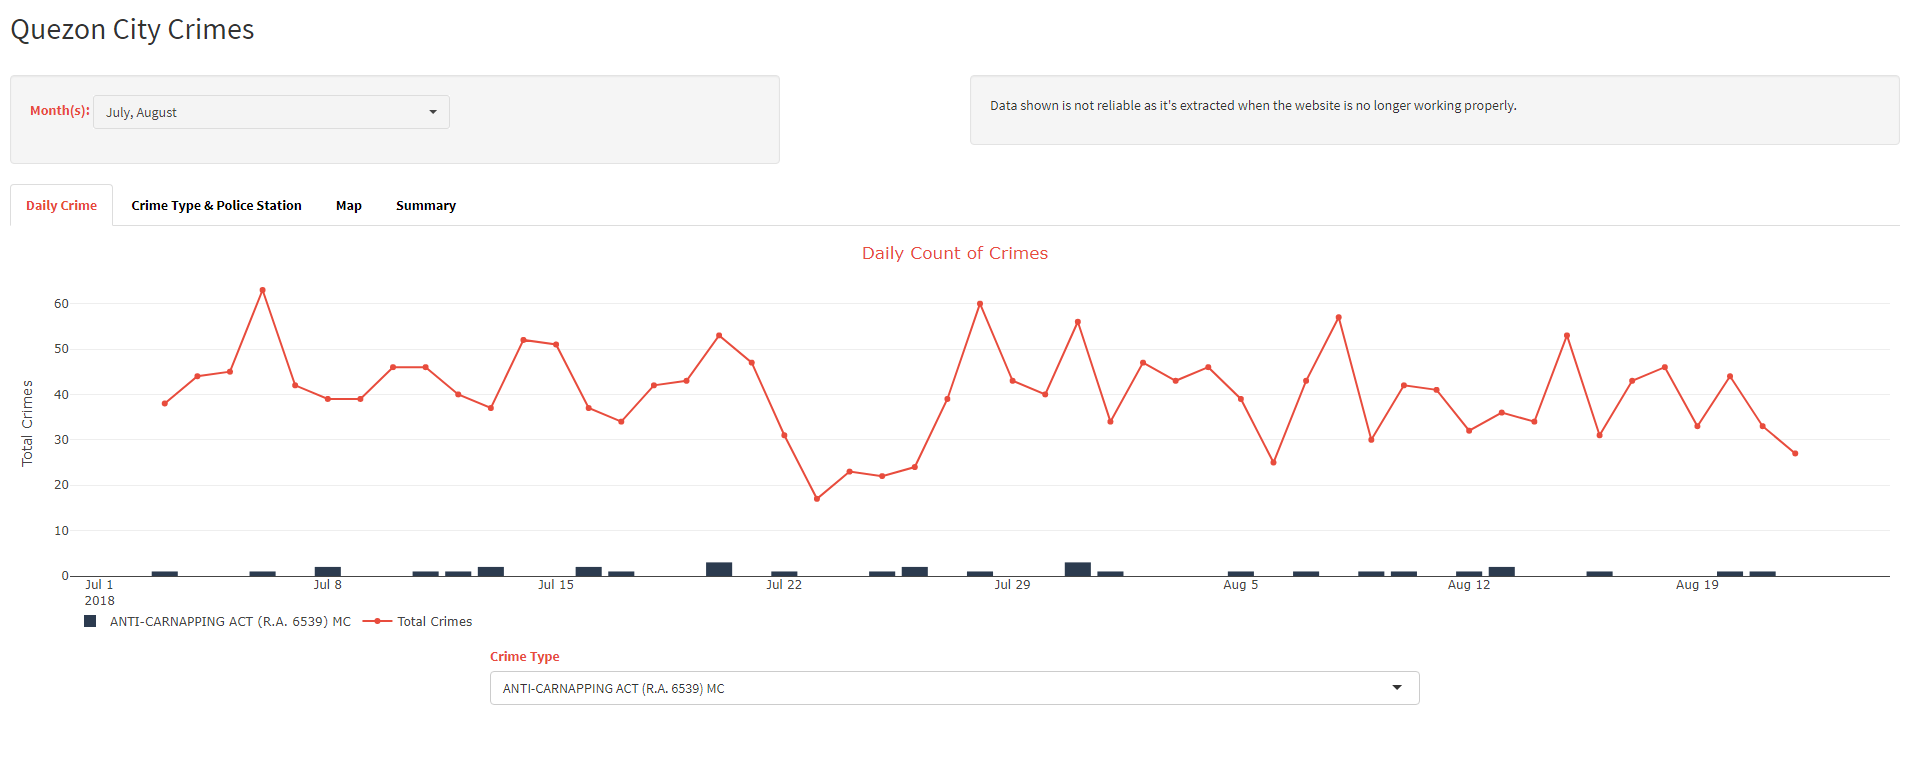 Quezon City Crimes
Month(s): July, August
Data shown is not reliable as it's extracted when the website is no longer working properly.
Daily Crime Crime Type & Police Station Map Summary
Daily Count of Crimes
Total Crimes
60
50
40
30
20
10
0
Jul 1 Jul 8 Jul 15 Jul 22 Jul 29 Aug 5 Aug 12 Aug 19
2018
ANTI-CARNAPPING ACT (R.A. 6539) MC Total Crimes
Crime Type
ANTI-CARNAPPING ACT (R.A. 6539) MC